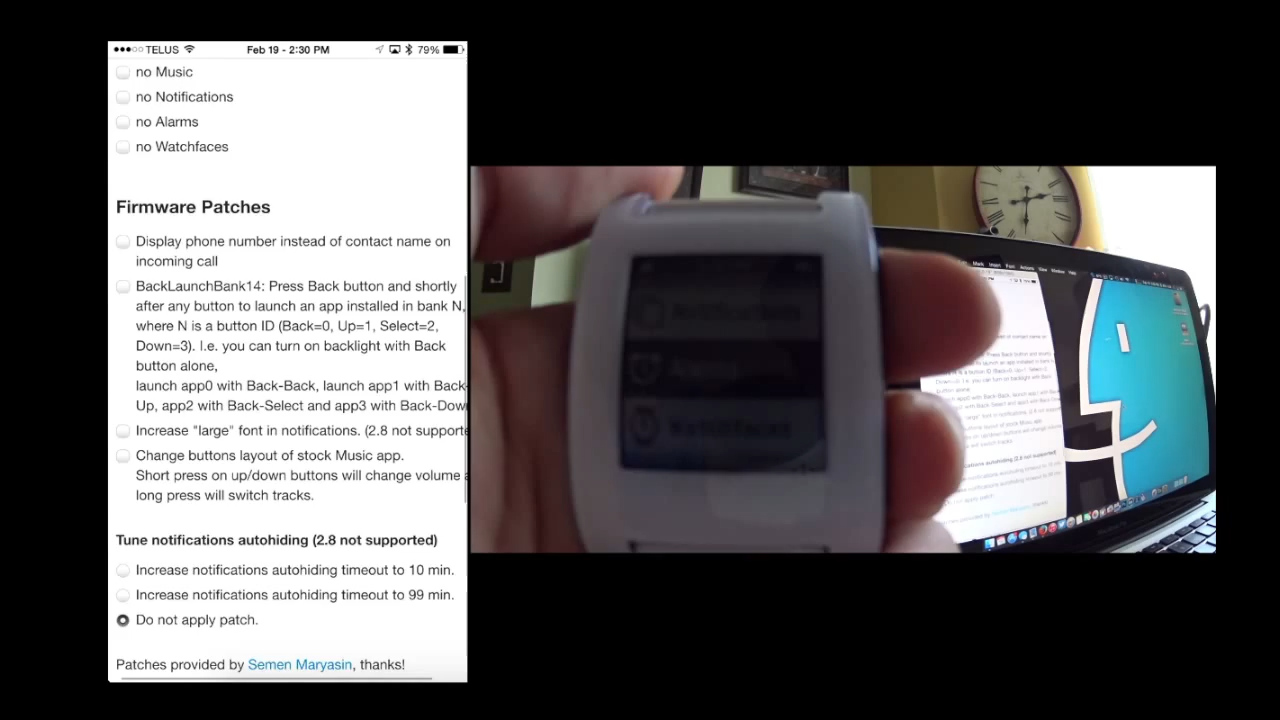 TELUS Feb 19 - 2:30 PM 79%
no Music
no Notifications
no Alarms
no Watchfaces
Firmware Patches
Display phone number instead of contact name on
incoming call
BackLaunchBank14: Press Back button and shortly
after any button to launch an app installed in bank N,
where N is a button ID (Back=0, Up=1, Select=2,
Down=3). I.e. you can turn on backlight with Back
button alone,
launch app0 with Back-Back, launch app1 with Back-
Up, app2 with Back-Select and app3 with Back-Dow
Increase "large" font in notifications. (2.8 not supporte
Change buttons layout of stock Music app.
Short press on up/down buttons will change volume a
long press will switch tracks.
Tune notifications autohiding (2.8 not supported)
Increase notifications autohiding timeout to 10 min.
Increase notifications autohiding timeout to 99 min.
Do not apply patch.
Patches provided by Semen Maryasin, thanks!
Notifications
Watchfaces